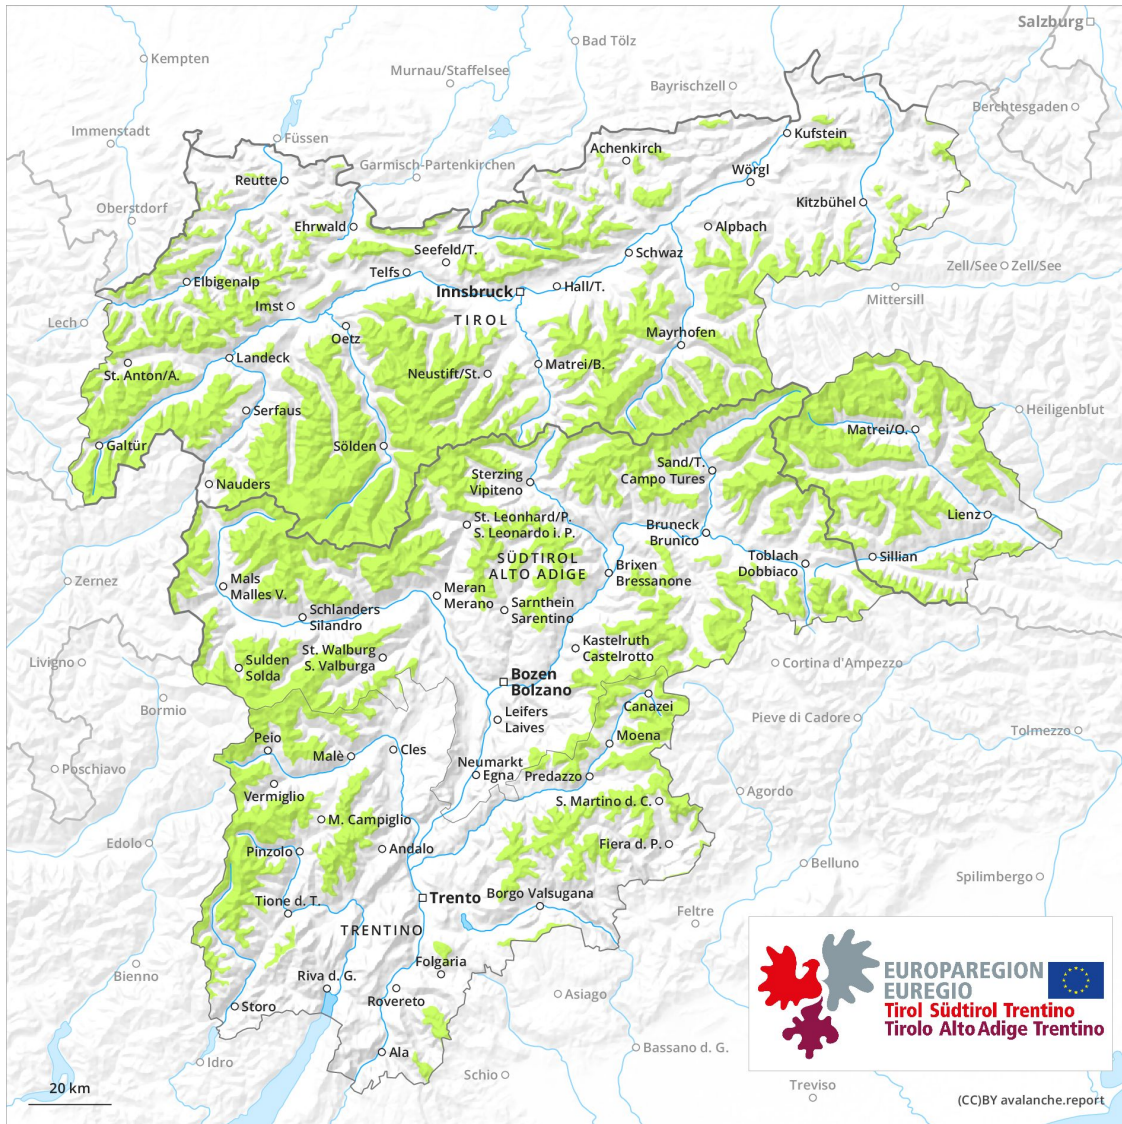 Salzburg
Bad Tölz
Kempten
Murnau/Staffelsee
Bayrischzell
Berchtesgaden
Immenstadt
Füssen
Kufstein
Achenkirch
Garmisch-Partenkirchen
Wörgl
Reutte
Oberstdorf
Kitzbühel
Ehrwald
Alpbach
Seefeld/T.
Schwaz
Telfs
Zell/See
Zell/See
Elbigenalp
Innsbruck
Hall/T.
Mittersill
Imst
TIROL
Lech
Oetz
Mayrhofen
Landeck
Matrei/B.
St. Anton/A.
Neustift/St.
Serfaus
Heiligenblut
Matrei/O.
Galtür
Sölden
Sterzing
Vipiteno
Sand/T.
Campo Tures
Nauders
St. Leonhard/P.
S. Leonardo i. P.
Lienz
Bruneck
Brunico
SÜDTIROL
ALTO ADIGE
Toblach
Dobbiaco
Sillian
Brixen
Bressanone
Zernez
Mals
Malles V.
Meran
Merano
Sarnthein
Sarentino
Schlanders
Silandro
Kastelruth
Castelrotto
St. Walburg
S. Valburga
Livigno
Sulden
Solda
Cortina d'Ampezzo
Bozen
Bolzano
Bormio
Canazei
Leifers
Laives
Pieve di Cadore
Tolmezzo
Peio
Moena
Cles
Malè
Poschiavo
Neumarkt
Egna
Predazzo
Vermiglio
Agordo
S. Martino d. C.
M. Campiglio
Edolo
Pinzolo
Andalo
Fiera d. P.
Belluno
Spilimbergo
Tione d. T.
Trento
Borgo Valsugana
Feltre
TRENTINO
Folgaria
Bienno
Riva d. G.
Rovereto
Asiago
Storo
EUROPAREGION
EUREGIO
Tirol Südtirol Trentino
Tirolo Alto Adige Trentino
Idro
Ala
Bassano d. G.
Schio
Treviso
20 km
(CC)BY avalanche.report